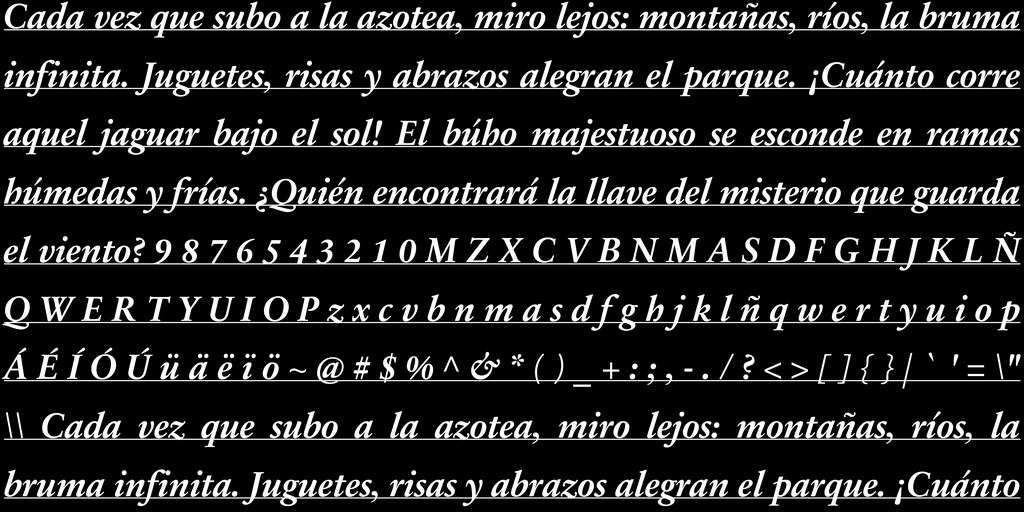 Cada vez que subo a la azotea, miro lejos: montañas, ríos, la bruma
infinita. Juguetes, risas y abrazos alegran el parque. ¡Cuánto corre
aquel jaguar bajo el sol! El búho majestuoso se esconde en ramas
húmedas y frías. ¿Quién encontrará la llave del misterio que guarda
el viento? 9 8 7 6 5 4 3 2 1 0 M Z X C V B N M A S D F G H J K L Ñ
Q W E R T Y U I O P z x c v b n m a s d f g h j k l ñ q w e r t y u i o p
Á É Í Ó Ú ü ä ë ï ö ~ @ # $ % ^ & * ( ) _ + : ; , - . / ? < > [ ] { } | ` ' = \"
\\ Cada vez que subo a la azotea, miro lejos: montañas, ríos, la
bruma infinita. Juguetes, risas y abrazos alegran el parque. ¡Cuánto